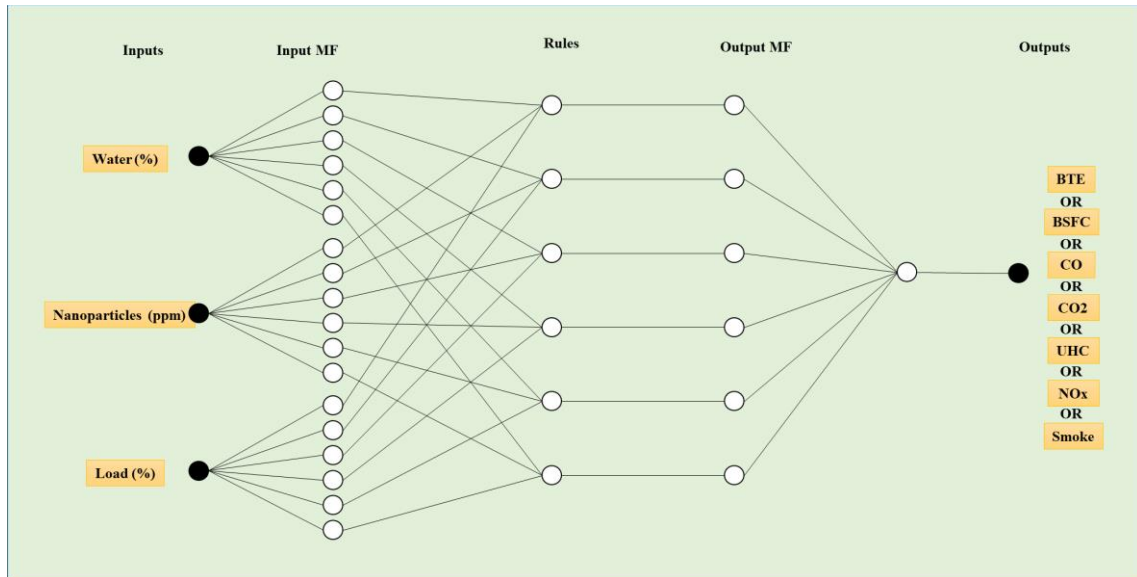 Inputs
Input MF
Rules
Output MF
Outputs
Water (%)
Nanoparticles (ppm)
Load (%)
BTE
OR
BSFC
OR
CO
OR
CO2
OR
UHC
OR
NOx
OR
Smoke